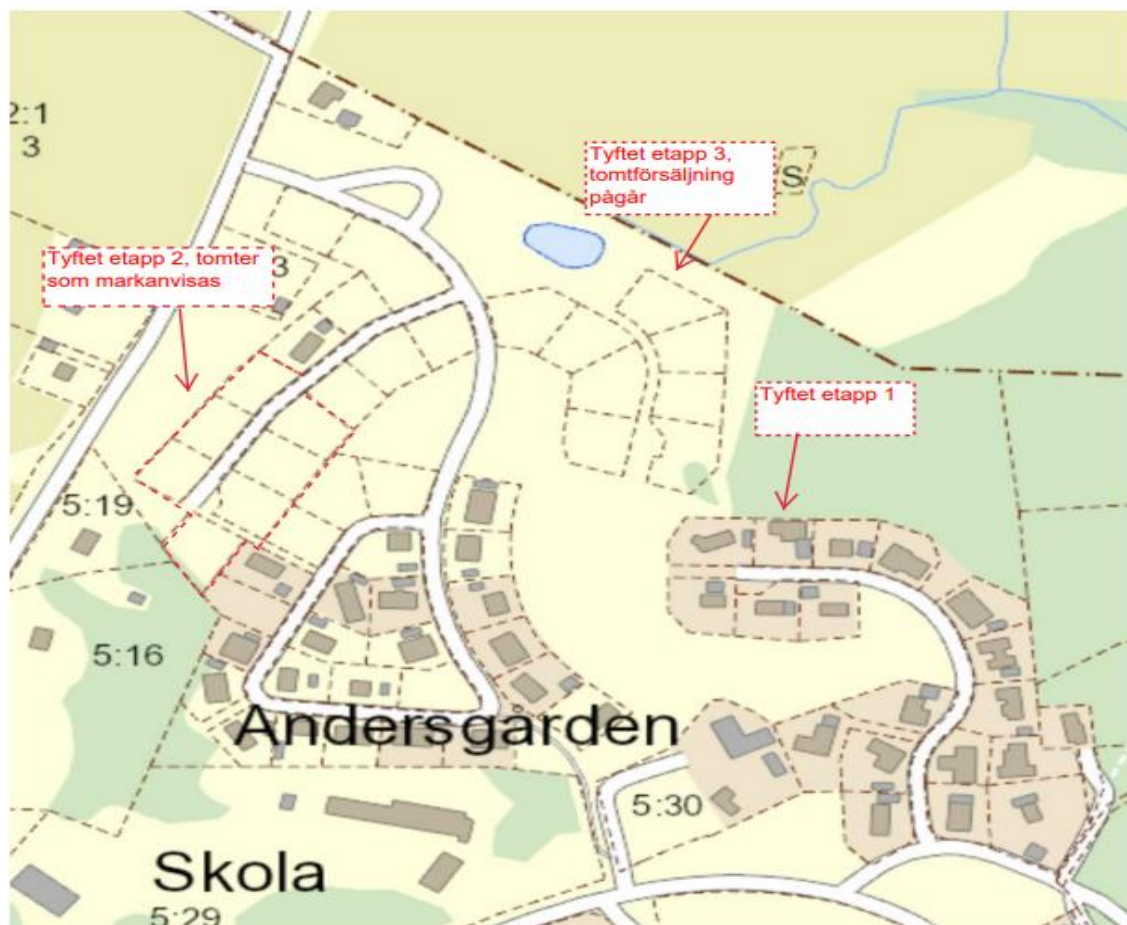 2:1
3
Tyftet etapp 3,
tomtförsäljning
pågår
S
Tyftet etapp 2, tomter
som markanvisas
3
Tyftet etapp 1
5:19
5:16
Andersgarden
5:30
Skola
5:29